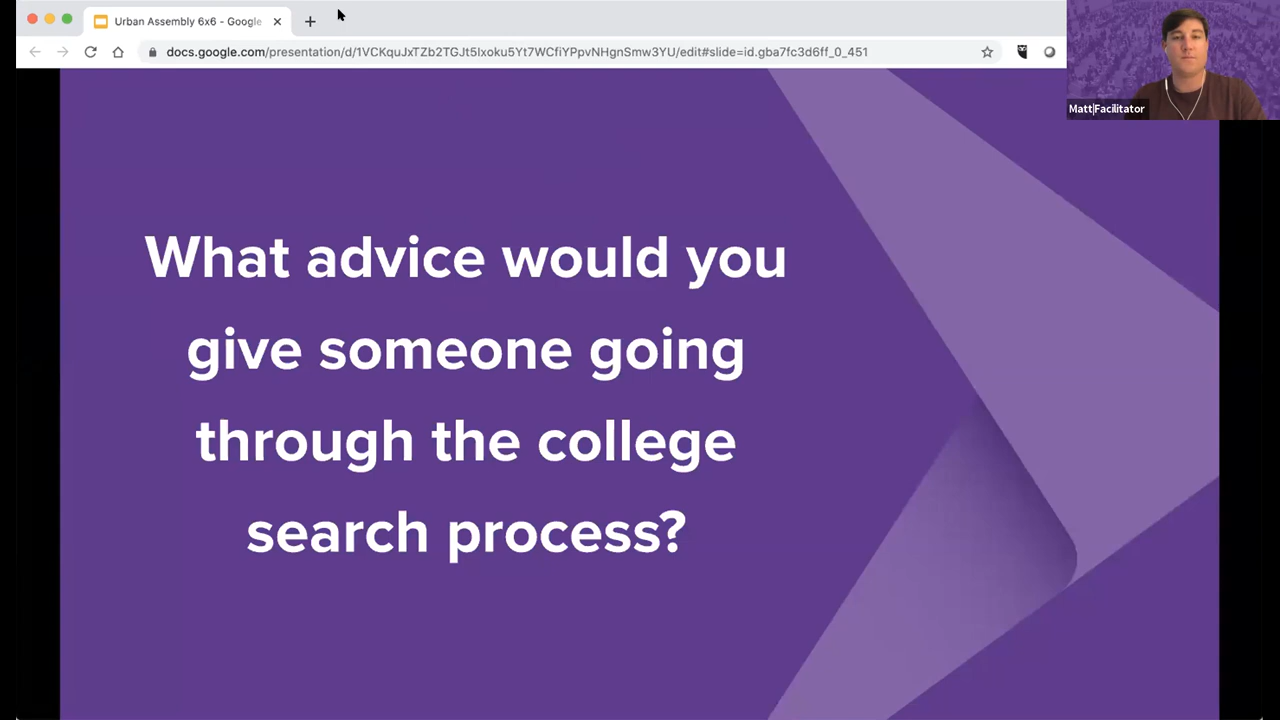 Urban Assembly 6x6 - Google
docs.google.com/presentation/d/1VCKquJxTZb2TGJt5Ixoku5Yt7WCfiYPpvNHgnSmw3YU/edit#slide=id.gba7fc3d6ff_0_451
Matt|Facilitator
What advice would you
give someone going
through the college
search process?